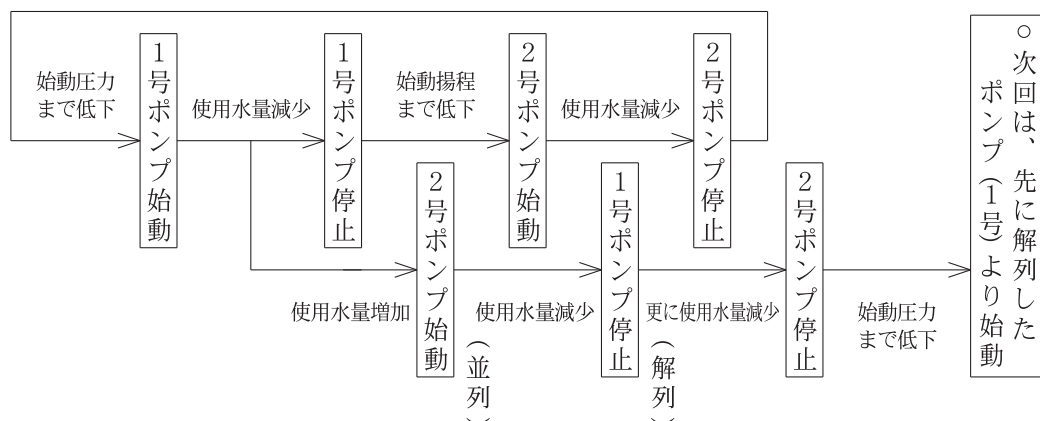 始動圧力
まで低下
1号ポンプ始動
使用水量減少
1号ポンプ停止
始動揚程
まで低下
2号ポンプ始動
使用水量減少
2号ポンプ停止
使用水量増加
2号ポンプ始動
(並列)
使用水量減少
1号ポンプ停止
(解列)
更に使用水量減少
2号ポンプ停止
始動圧力
まで低下
○次回は、先に解列した
ポンプ(1号)より始動